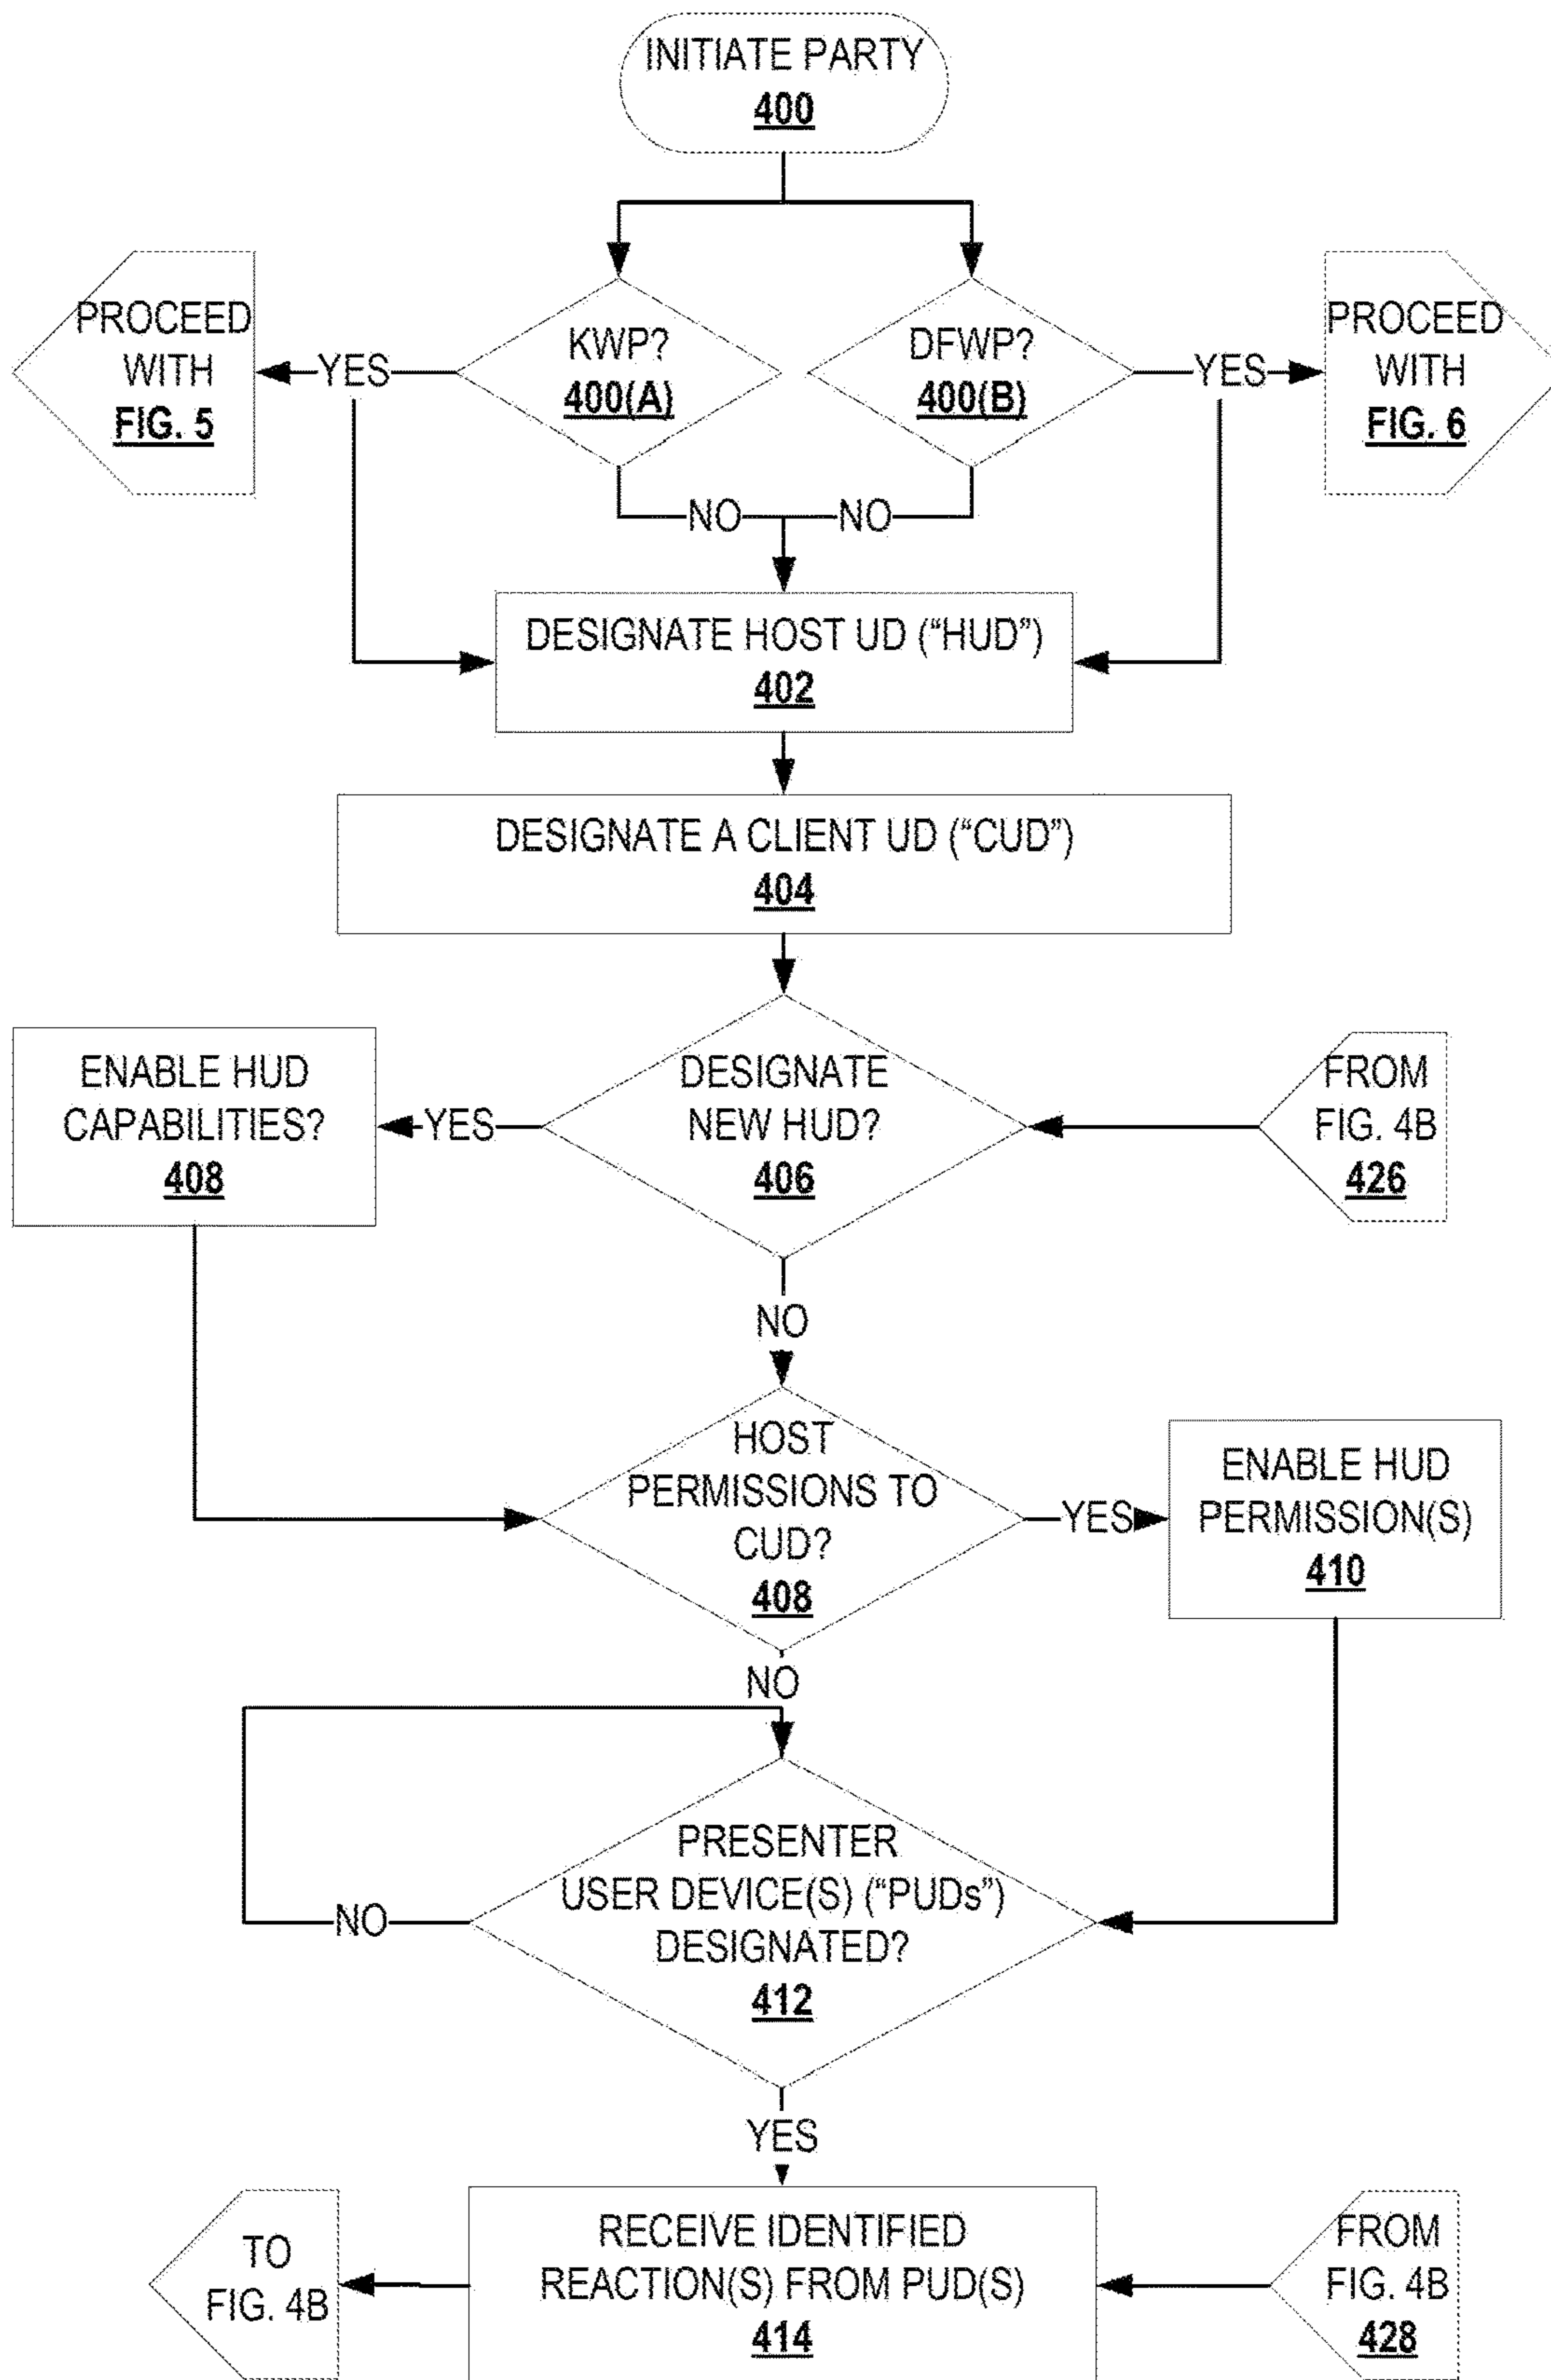 INITIATE PARTY
400
PROCEED
WITH
FIG. 5
YES
KWP?
400(A)
DFWP?
400(B)
YES
PROCEED
WITH
FIG. 6
NO
NO
DESIGNATE HOST UD (“HUD”)
402
DESIGNATE A CLIENT UD (“CUD”)
404
ENABLE HUD
CAPABILITIES?
408
YES
DESIGNATE
NEW HUD?
406
FROM
FIG. 4B
426
NO
HOST
PERMISSIONS TO
CUD?
408
YES
ENABLE HUD
PERMISSION(S)
410
NO
PRESENTER
USER DEVICE(S) (“PUDs”)
DESIGNATED?
412
NO
YES
TO
FIG. 4B
RECEIVE IDENTIFIED
REACTION(S) FROM PUD(S)
414
FROM
FIG. 4B
428